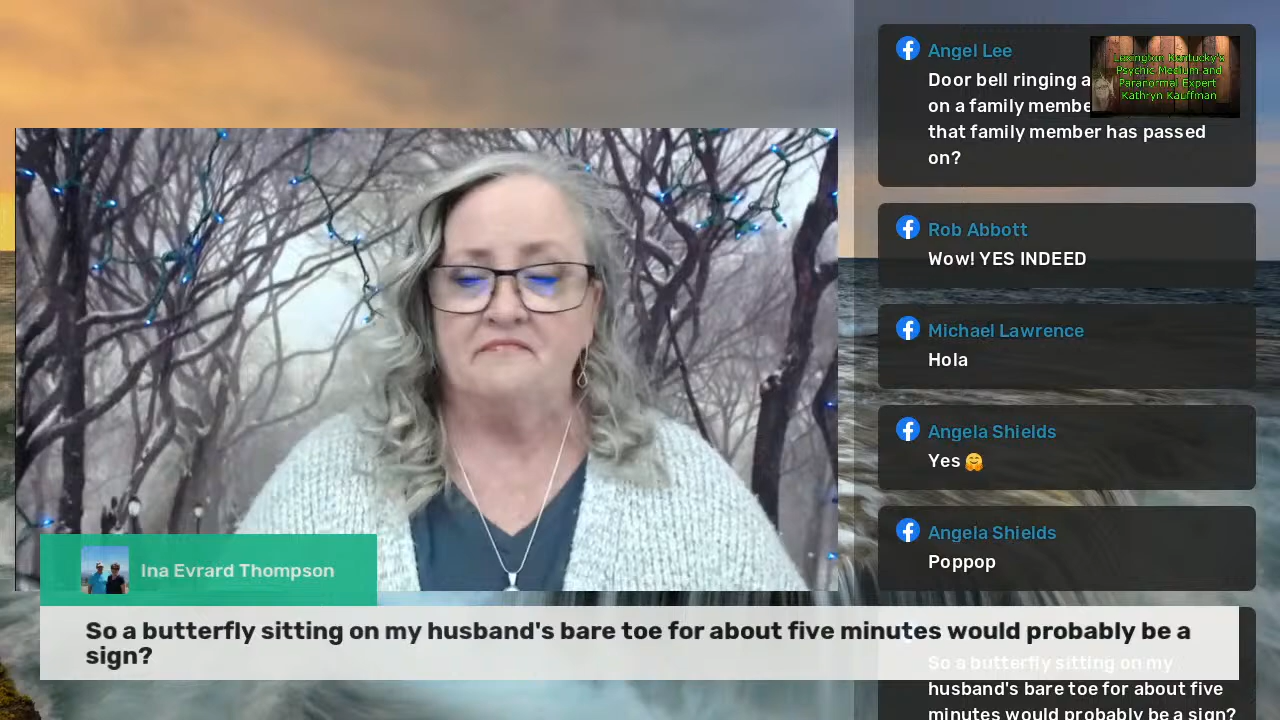 Angel Lee
Door bell ringing a
on a family membe
that family member has passed
on?
Lexington Kentucky's
Psychic Medium and
Paranormal Expert
Kathryn Kauffman
Rob Abbott
Wow! YES INDEED
Michael Lawrence
Hola
Angela Shields
Yes 🤗
Angela Shields
Poppop
Ina Evrard Thompson
So a butterfly sitting on my husband's bare toe for about five minutes would probably be a
sign?
So a butterfly sitting on my
husband's bare toe for about five
minutes would probably be a sign?